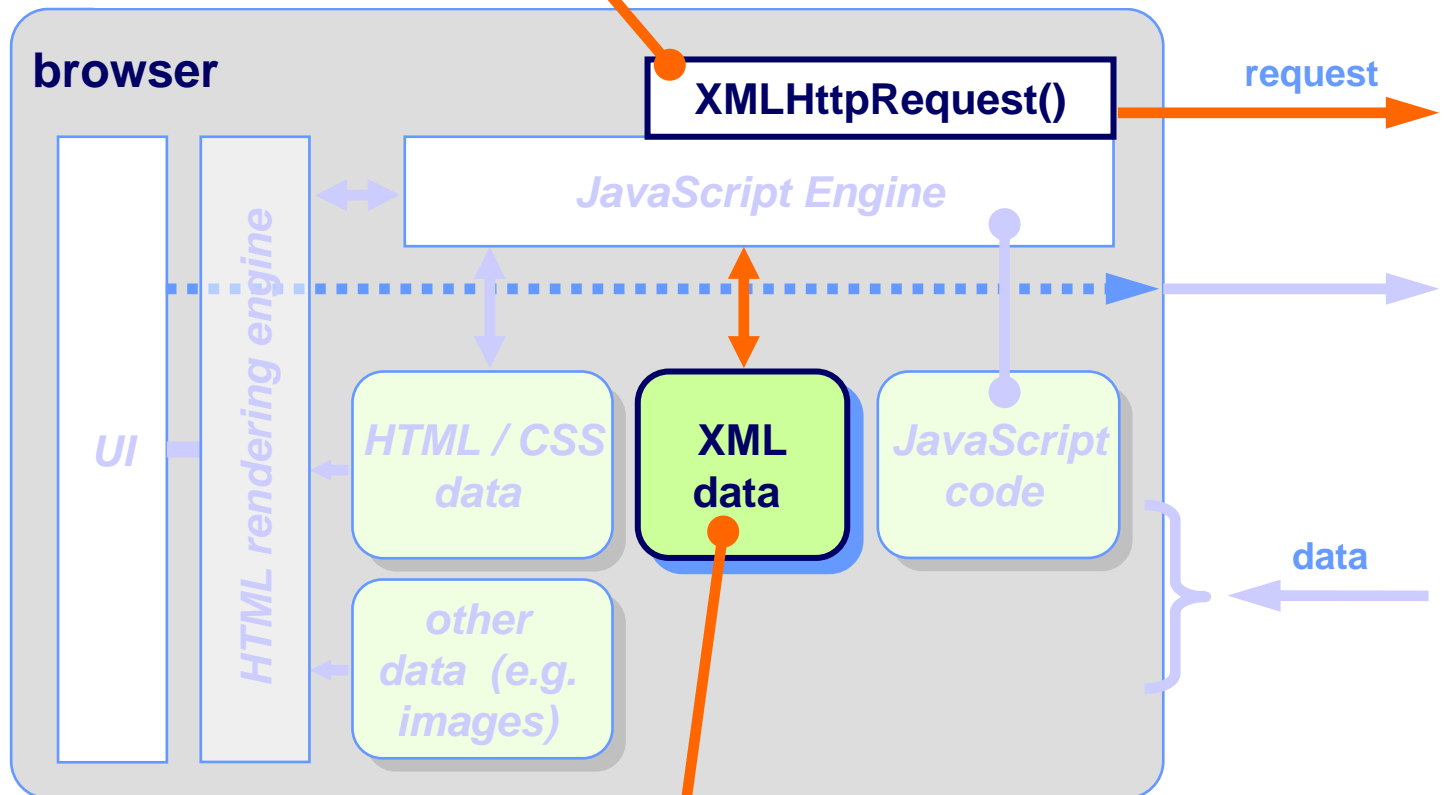 browser
XMLHttpRequest()
request
JavaScript Engine
UI
HTML rendering engine
HTML / CSS
data
XML
data
JavaScript
code
data
other
data (e.g.
images)